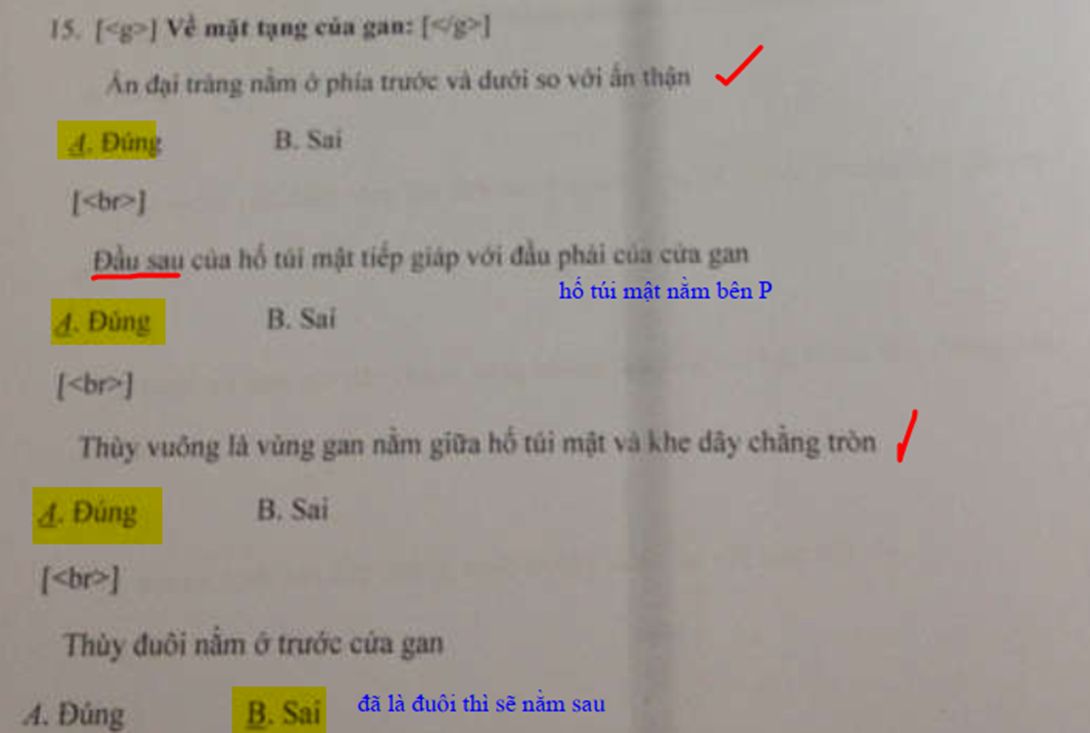 15. [<g>] Về mặt tạng của gan: [</g>]
Ấn đại tràng nằm ở phía trước và dưới so với ấn thận
A. Đúng B. Sai
[<br>]
Đầu sau của hố túi mật tiếp giáp với đầu phải của cửa gan
hố túi mật nằm bên P
A. Đúng B. Sai
[<br>]
Thùy vuông là vùng gan nằm giữa hố túi mật và khe dây chằng tròn
A. Đúng B. Sai
[<br>]
Thùy đuôi nằm ở trước cửa gan
A. Đúng B. Sai đã là đuôi thì sẽ nằm sau